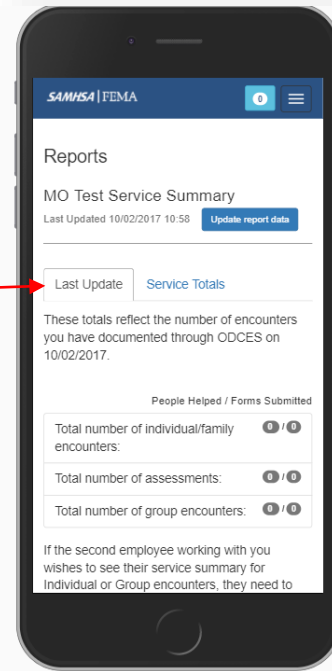 SAMHSA | FEMA
0
Reports
MO Test Service Summary
Last Updated 10/02/2017 10:58 Update report data
Last Update Service Totals
These totals reflect the number of encounters
you have documented through ODCES on
10/02/2017.
People Helped / Forms Submitted
Total number of individual/family 0 / 0
encounters:
Total number of assessments: 0 / 0
Total number of group encounters: 0 / 0
If the second employee working with you
wishes to see their service summary for
Individual or Group encounters, they need to